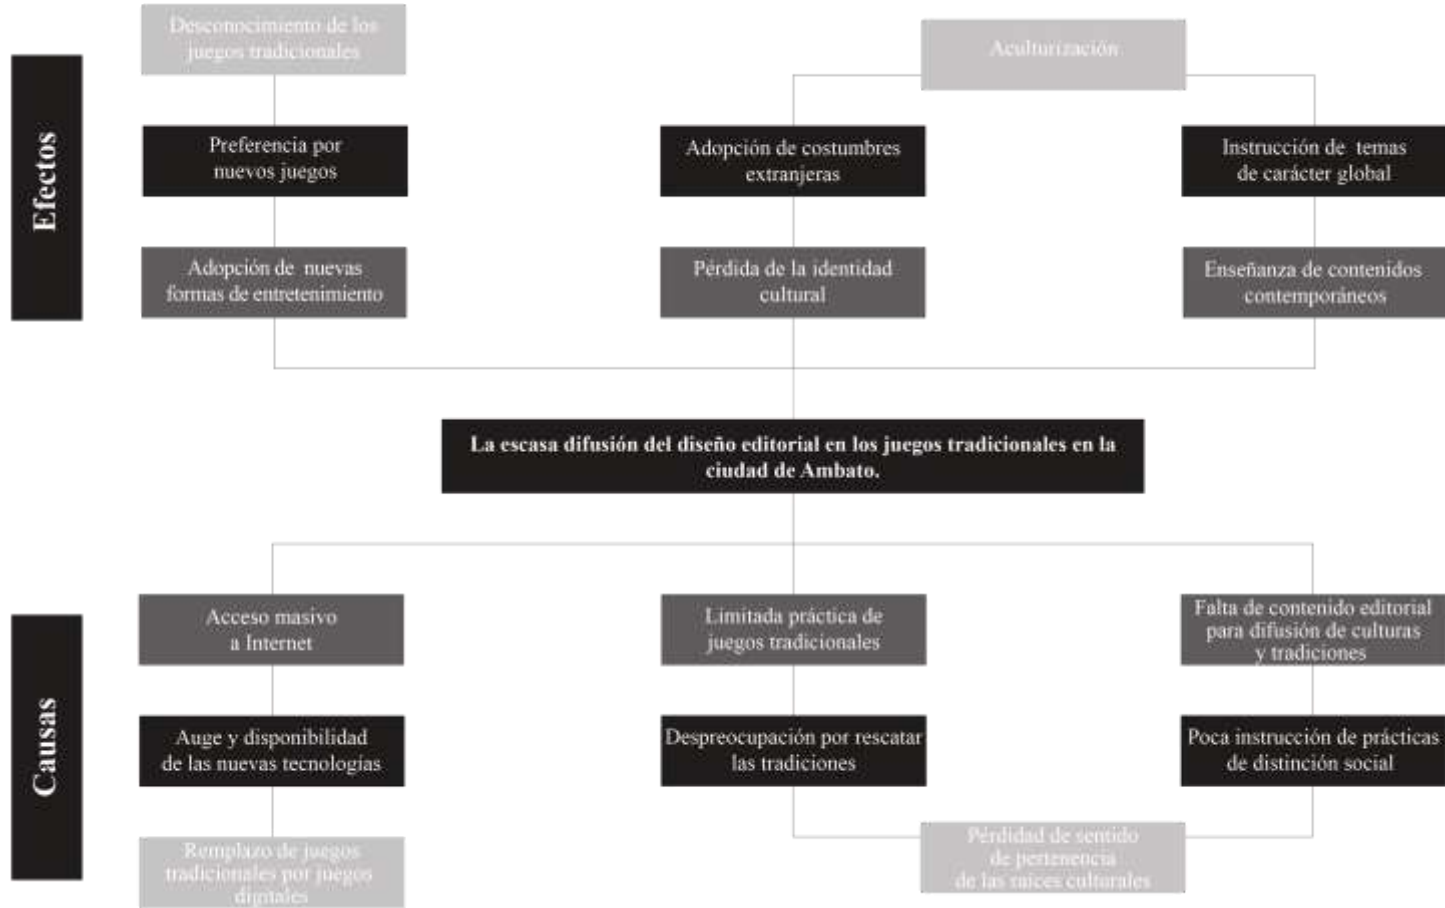 Desconocimiento de los
juegos tradicionales
Aculturización
Efectos
Preferencia por
nuevos juegos
Adopción de costumbres
extranjeras
Instrucción de temas
de carácter global
Adopción de nuevas
formas de entretenimiento
Pérdida de la identidad
cultural
Enseñanza de contenidos
contemporáneos
La escasa difusión del diseño editorial en los juegos tradicionales en la
ciudad de Ambato.
Causas
Acceso masivo
a Internet
Limitada práctica de
juegos tradicionales
Falta de contenido editorial
para difusión de culturas
y tradiciones
Auge y disponibilidad
de las nuevas tecnologías
Despreocupación por rescatar
las tradiciones
Poca instrucción de prácticas
de distinción social
Remplazo de juegos
tradicionales por juegos
digitales
Pérdidad de sentido
de pertenencia
de las raíces culturales